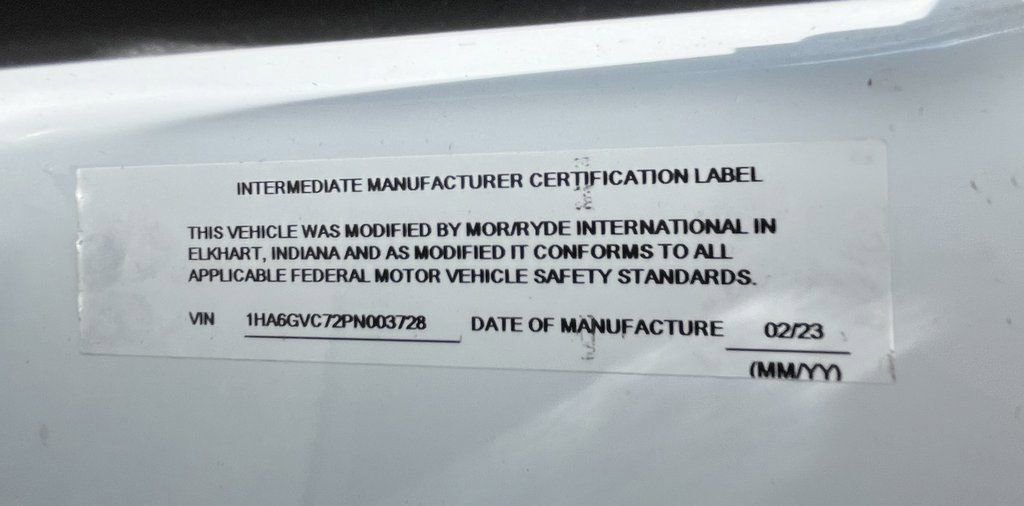 INTERMEDIATE MANUFACTURER CERTIFICATION LABEL
THIS VEHICLE WAS MODIFIED BY MOR/RYDE INTERNATIONAL IN
ELKHART, INDIANA AND AS MODIFIED IT CONFORMS TO ALL
APPLICABLE FEDERAL MOTOR VEHICLE SAFETY STANDARDS.
VIN 1HA6GVC72PN003728 DATE OF MANUFACTURE 02/23
(MM/YY)